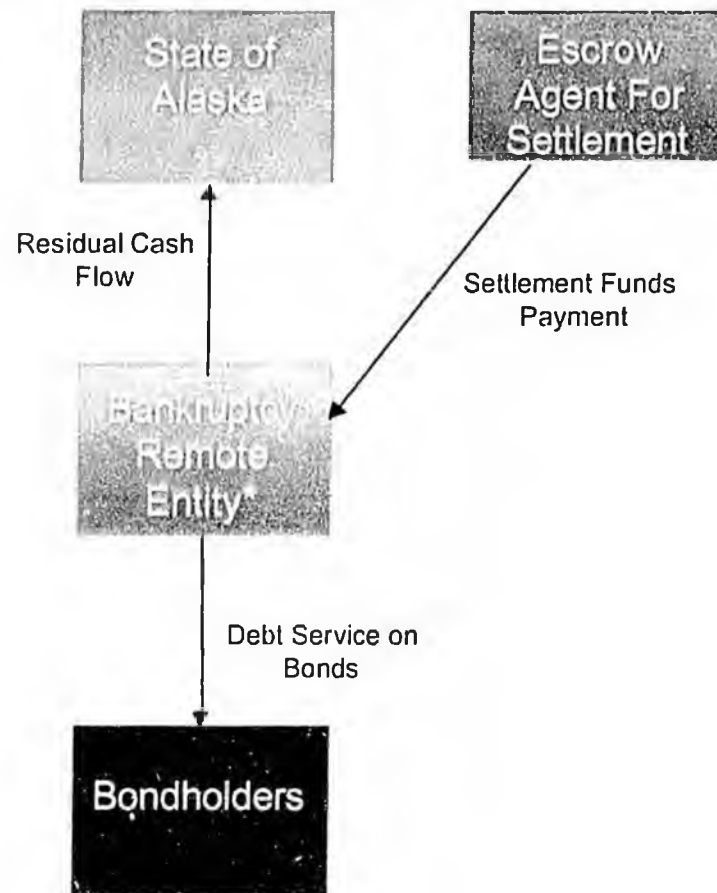 State of
Alaska
Escrow
Agent For
Settlement
Residual Cash
Flow
Settlement Funds
Payment
Bankruptcy
Remote
Entity*
Debt Service on
Bonds
Bondholders